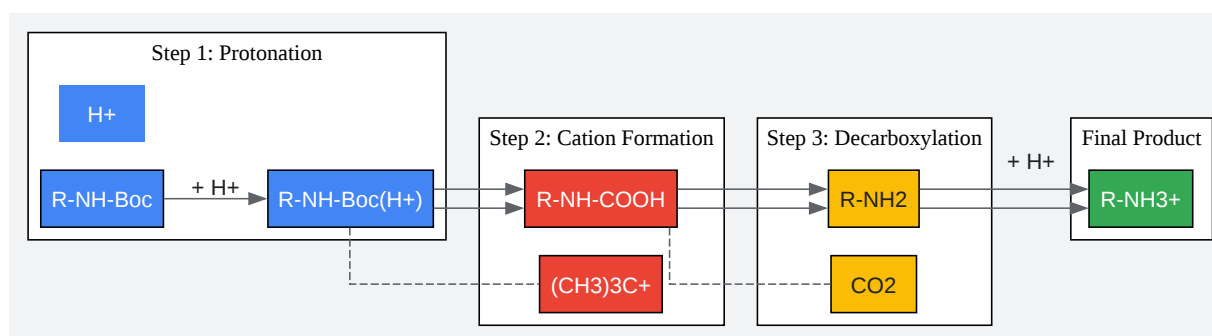 Step 1: Protonation
H+
R-NH-Boc
+ H+
R-NH-Boc(H+)
Step 2: Cation Formation
R-NH-COOH
(CH3)3C+
Step 3: Decarboxylation
R-NH2
CO2
+ H+
Final Product
R-NH3+